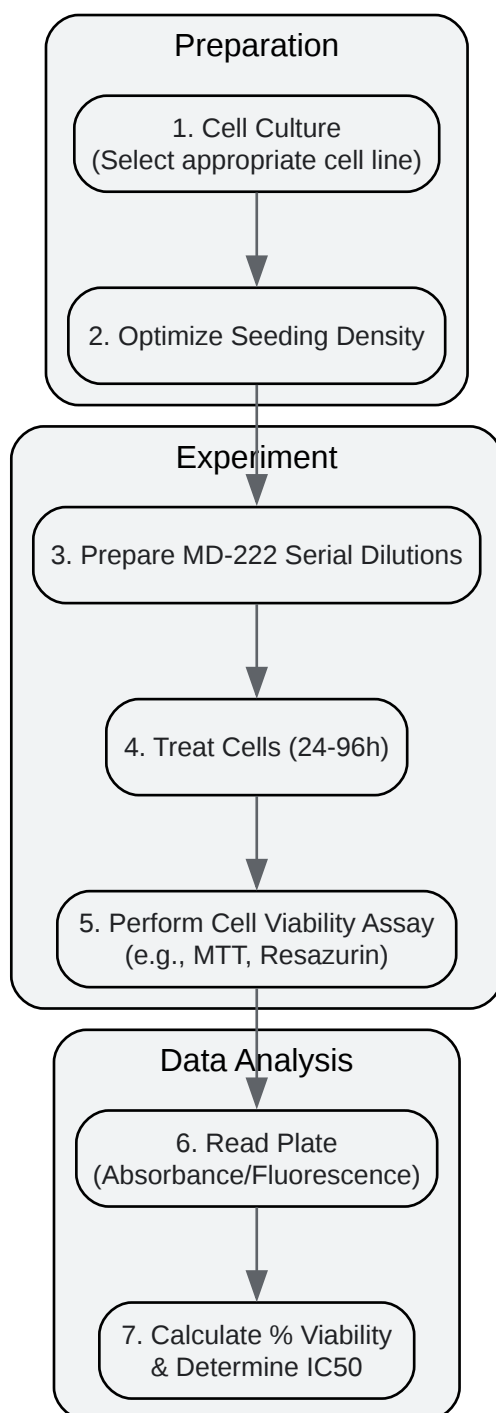 Preparation
1. Cell Culture
(Select appropriate cell line)
2. Optimize Seeding Density
Experiment
3. Prepare MD-222 Serial Dilutions
4. Treat Cells (24-96h)
5. Perform Cell Viability Assay
(e.g., MTT, Resazurin)
Data Analysis
6. Read Plate
(Absorbance/Fluorescence)
7. Calculate % Viability
& Determine IC50